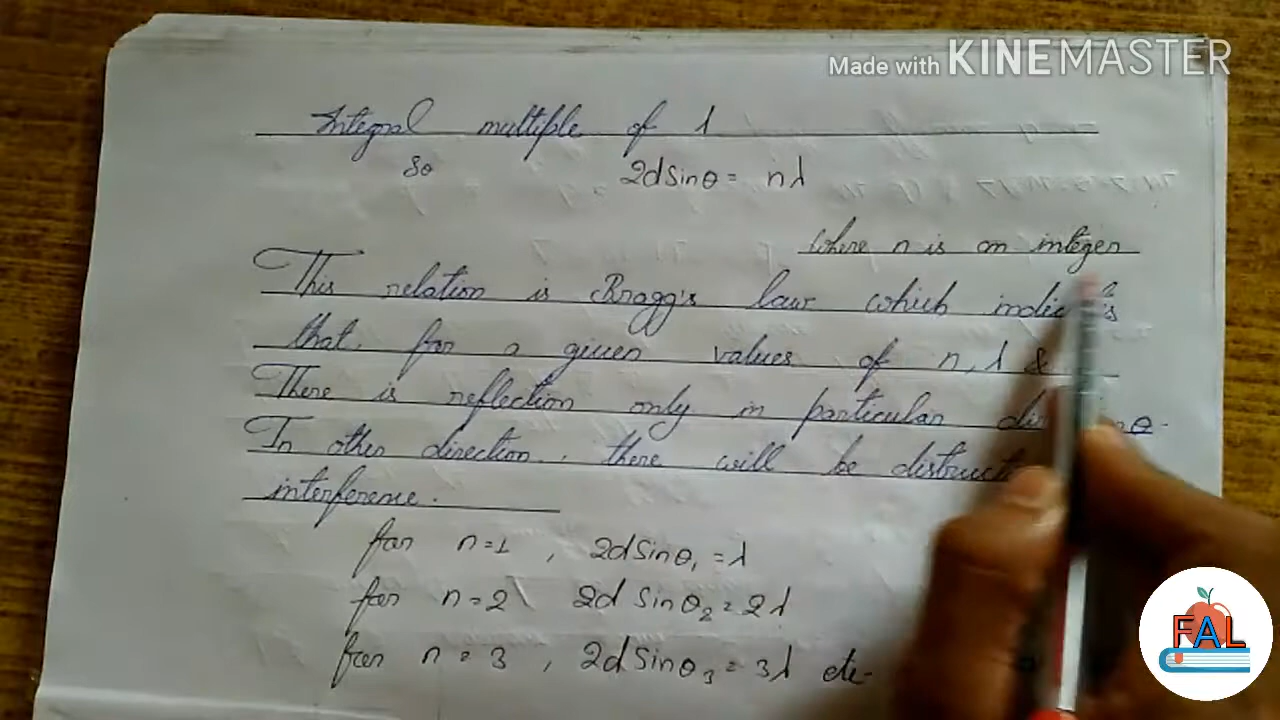 Made with KINEMASTER
Integral multiple of λ
So 2dSinθ = nλ
where n is an integer
This relation is Bragg's law which
that for a given values of n, λ &
There is reflection only in particular θ.
In other direction, there will be
interference.
for n=1 , 2dSinθ₁ = λ
for n=2 2d Sinθ₂ = 2λ
for n=3 , 2dSinθ₃ = 3λ etc.
FAL